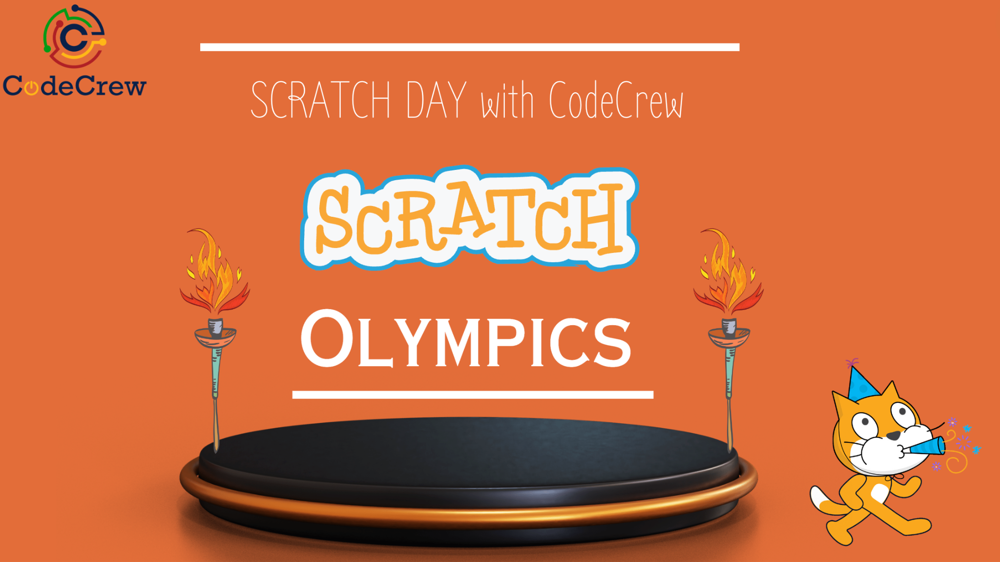 C
CodeCrew
SCRATCH DAY with CodeCrew
SCRATCH
OLYMPICS